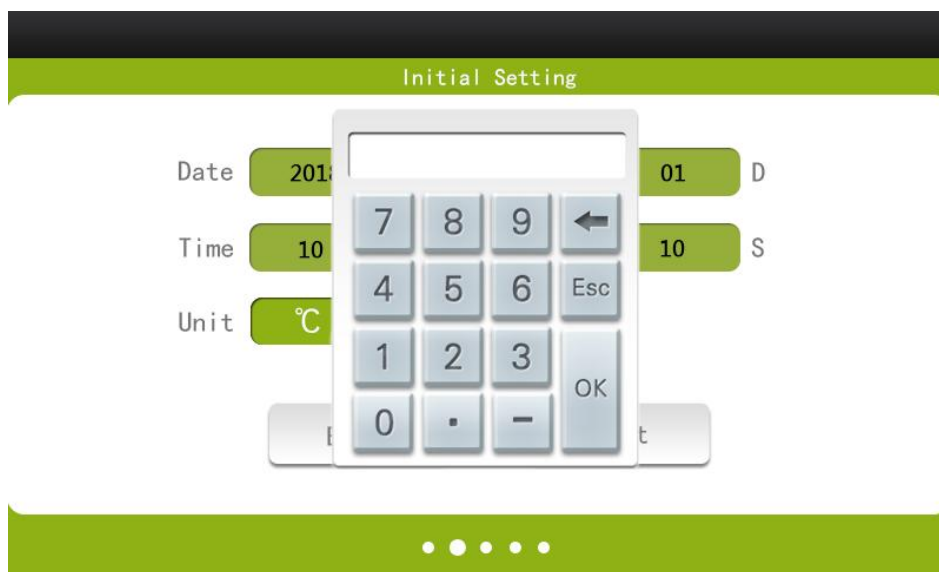 Initial Setting
Date 2018 01 D
Time 10 10 S
Unit ℃
7 8 9
4 5 6 Esc
1 2 3
OK
0 . -